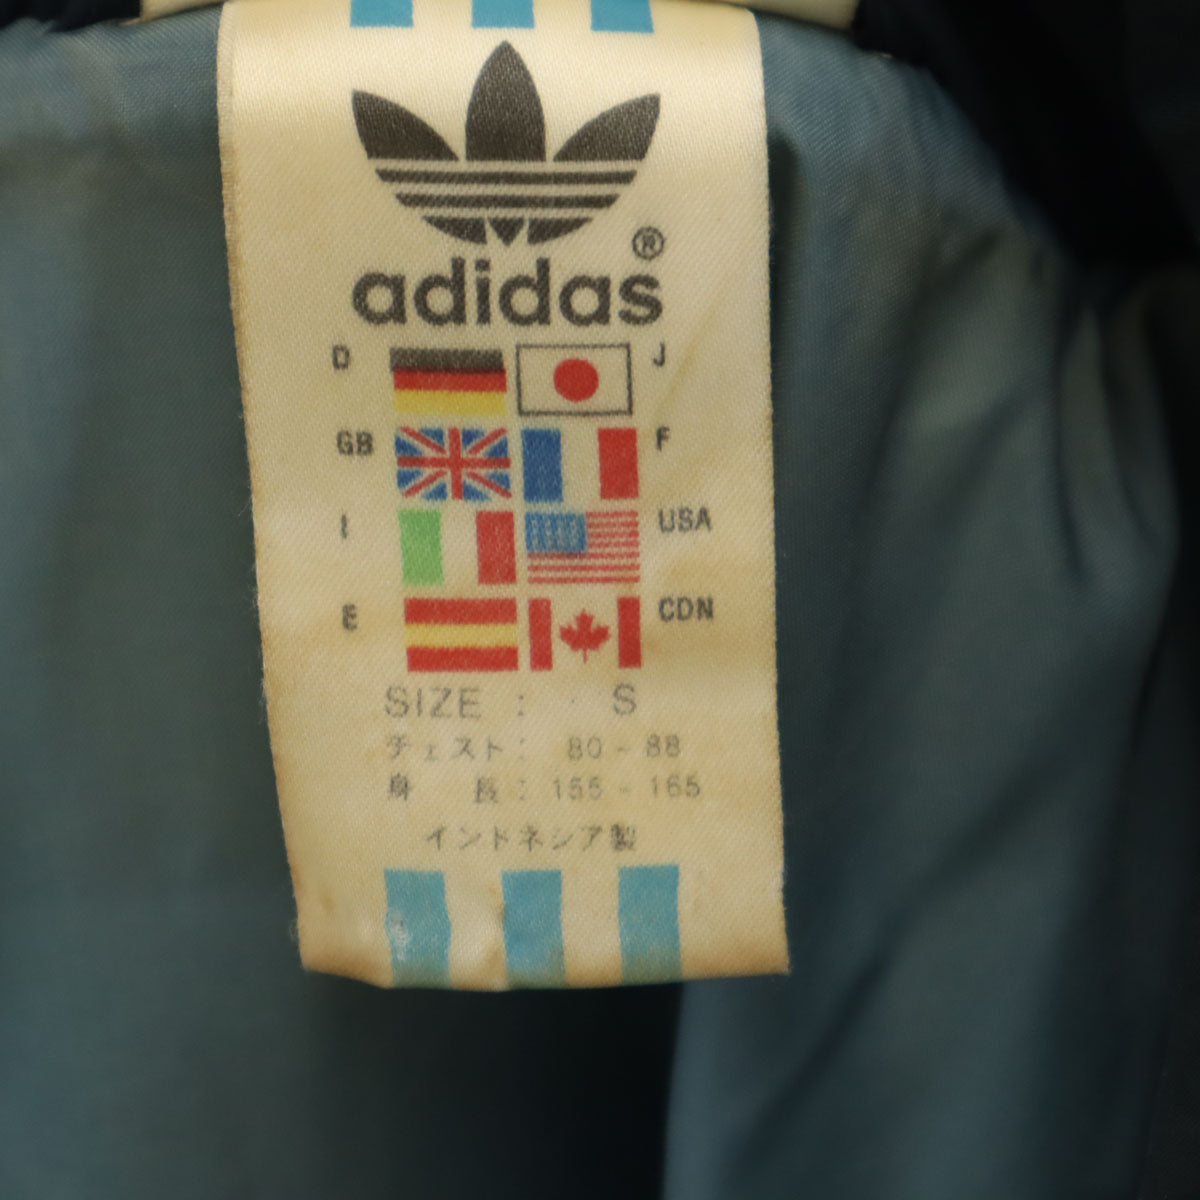 adidas®
D J
GB F
I USA
E CDN
SIZE : S
チェスト: 80 - 88
身 長: 155 - 165
インドネシア製